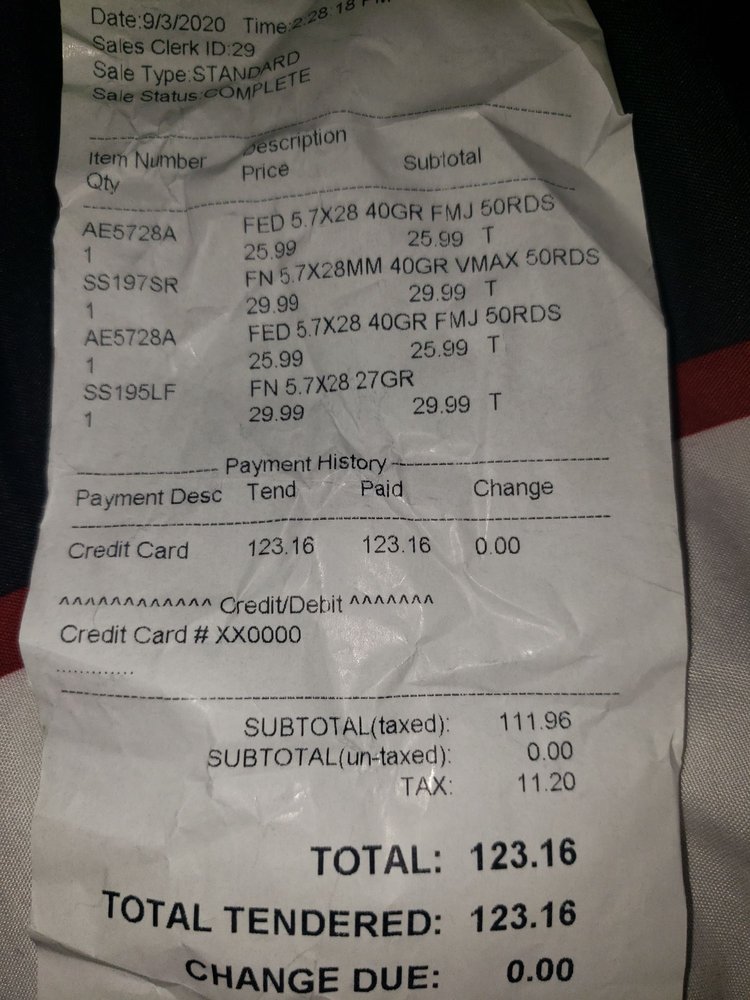 Date:9/3/2020 Time:2:28:18 PM
Sales Clerk ID:29
Sale Type:STANDARD
Sale Status:COMPLETE
Item Number Description
Qty Price Subtotal
AE5728A FED 5.7X28 40GR FMJ 50RDS
1 25.99 25.99 T
SS197SR FN 5.7X28MM 40GR VMAX 50RDS
1 29.99 29.99 T
AE5728A FED 5.7X28 40GR FMJ 50RDS
1 25.99 25.99 T
SS195LF FN 5.7X28 27GR
1 29.99 29.99 T
Payment History
Payment Desc Tend Paid Change
Credit Card 123.16 123.16 0.00
^^^^^^^^^^^^ Credit/Debit ^^^^^^^
Credit Card # XX0000
.............
SUBTOTAL(taxed): 111.96
SUBTOTAL(un-taxed): 0.00
TAX: 11.20
TOTAL: 123.16
TOTAL TENDERED: 123.16
CHANGE DUE: 0.00